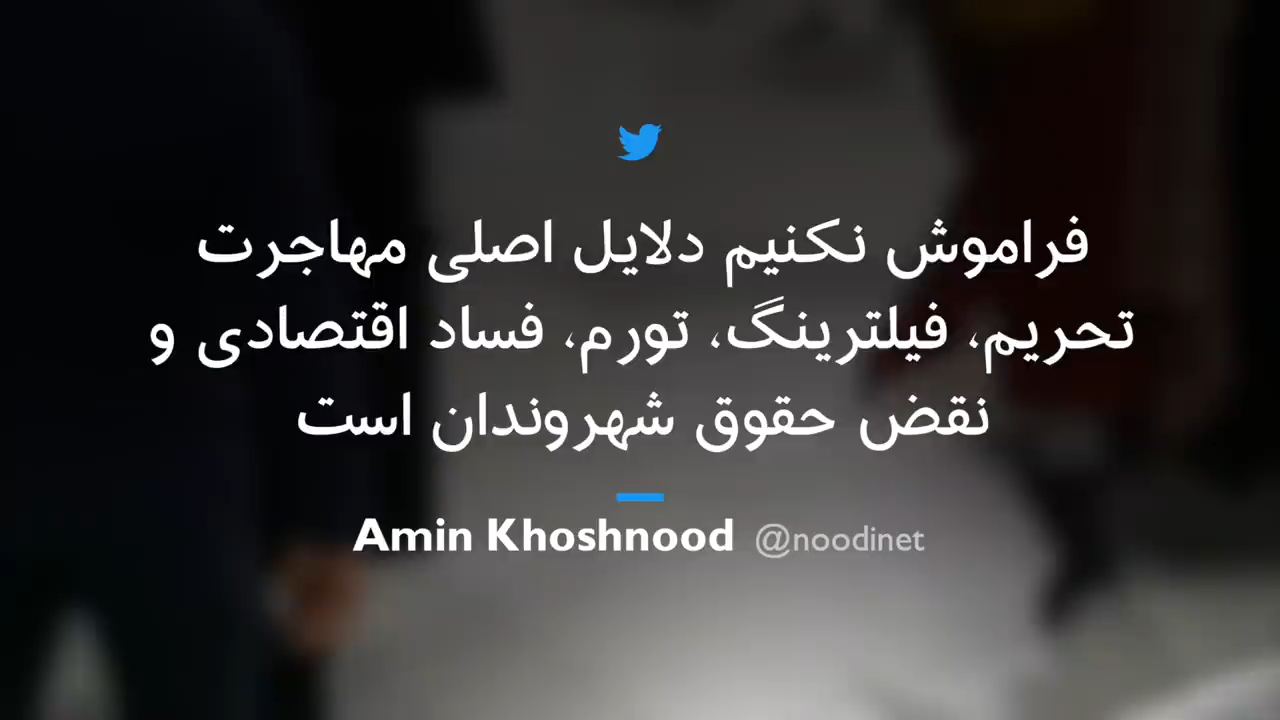 فراموش نکنیم دلایل اصلی مهاجرت
تحریم، فیلترینگ، تورم، فساد اقتصادی و
نقض حقوق شهروندان است
Amin Khoshnood @noodinet